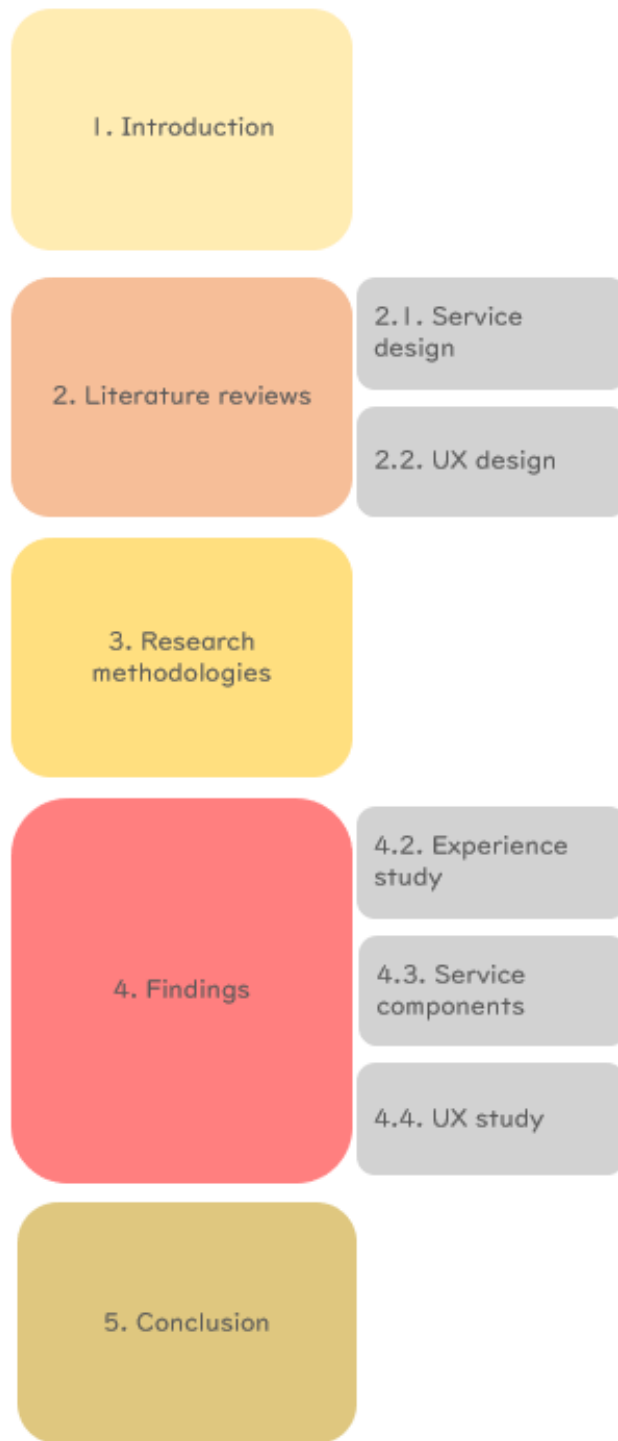 1. Introduction
2. Literature reviews
2.1. Service
design
2.2. UX design
3. Research
methodologies
4. Findings
4.2. Experience
study
4.3. Service
components
4.4. UX study
5. Conclusion